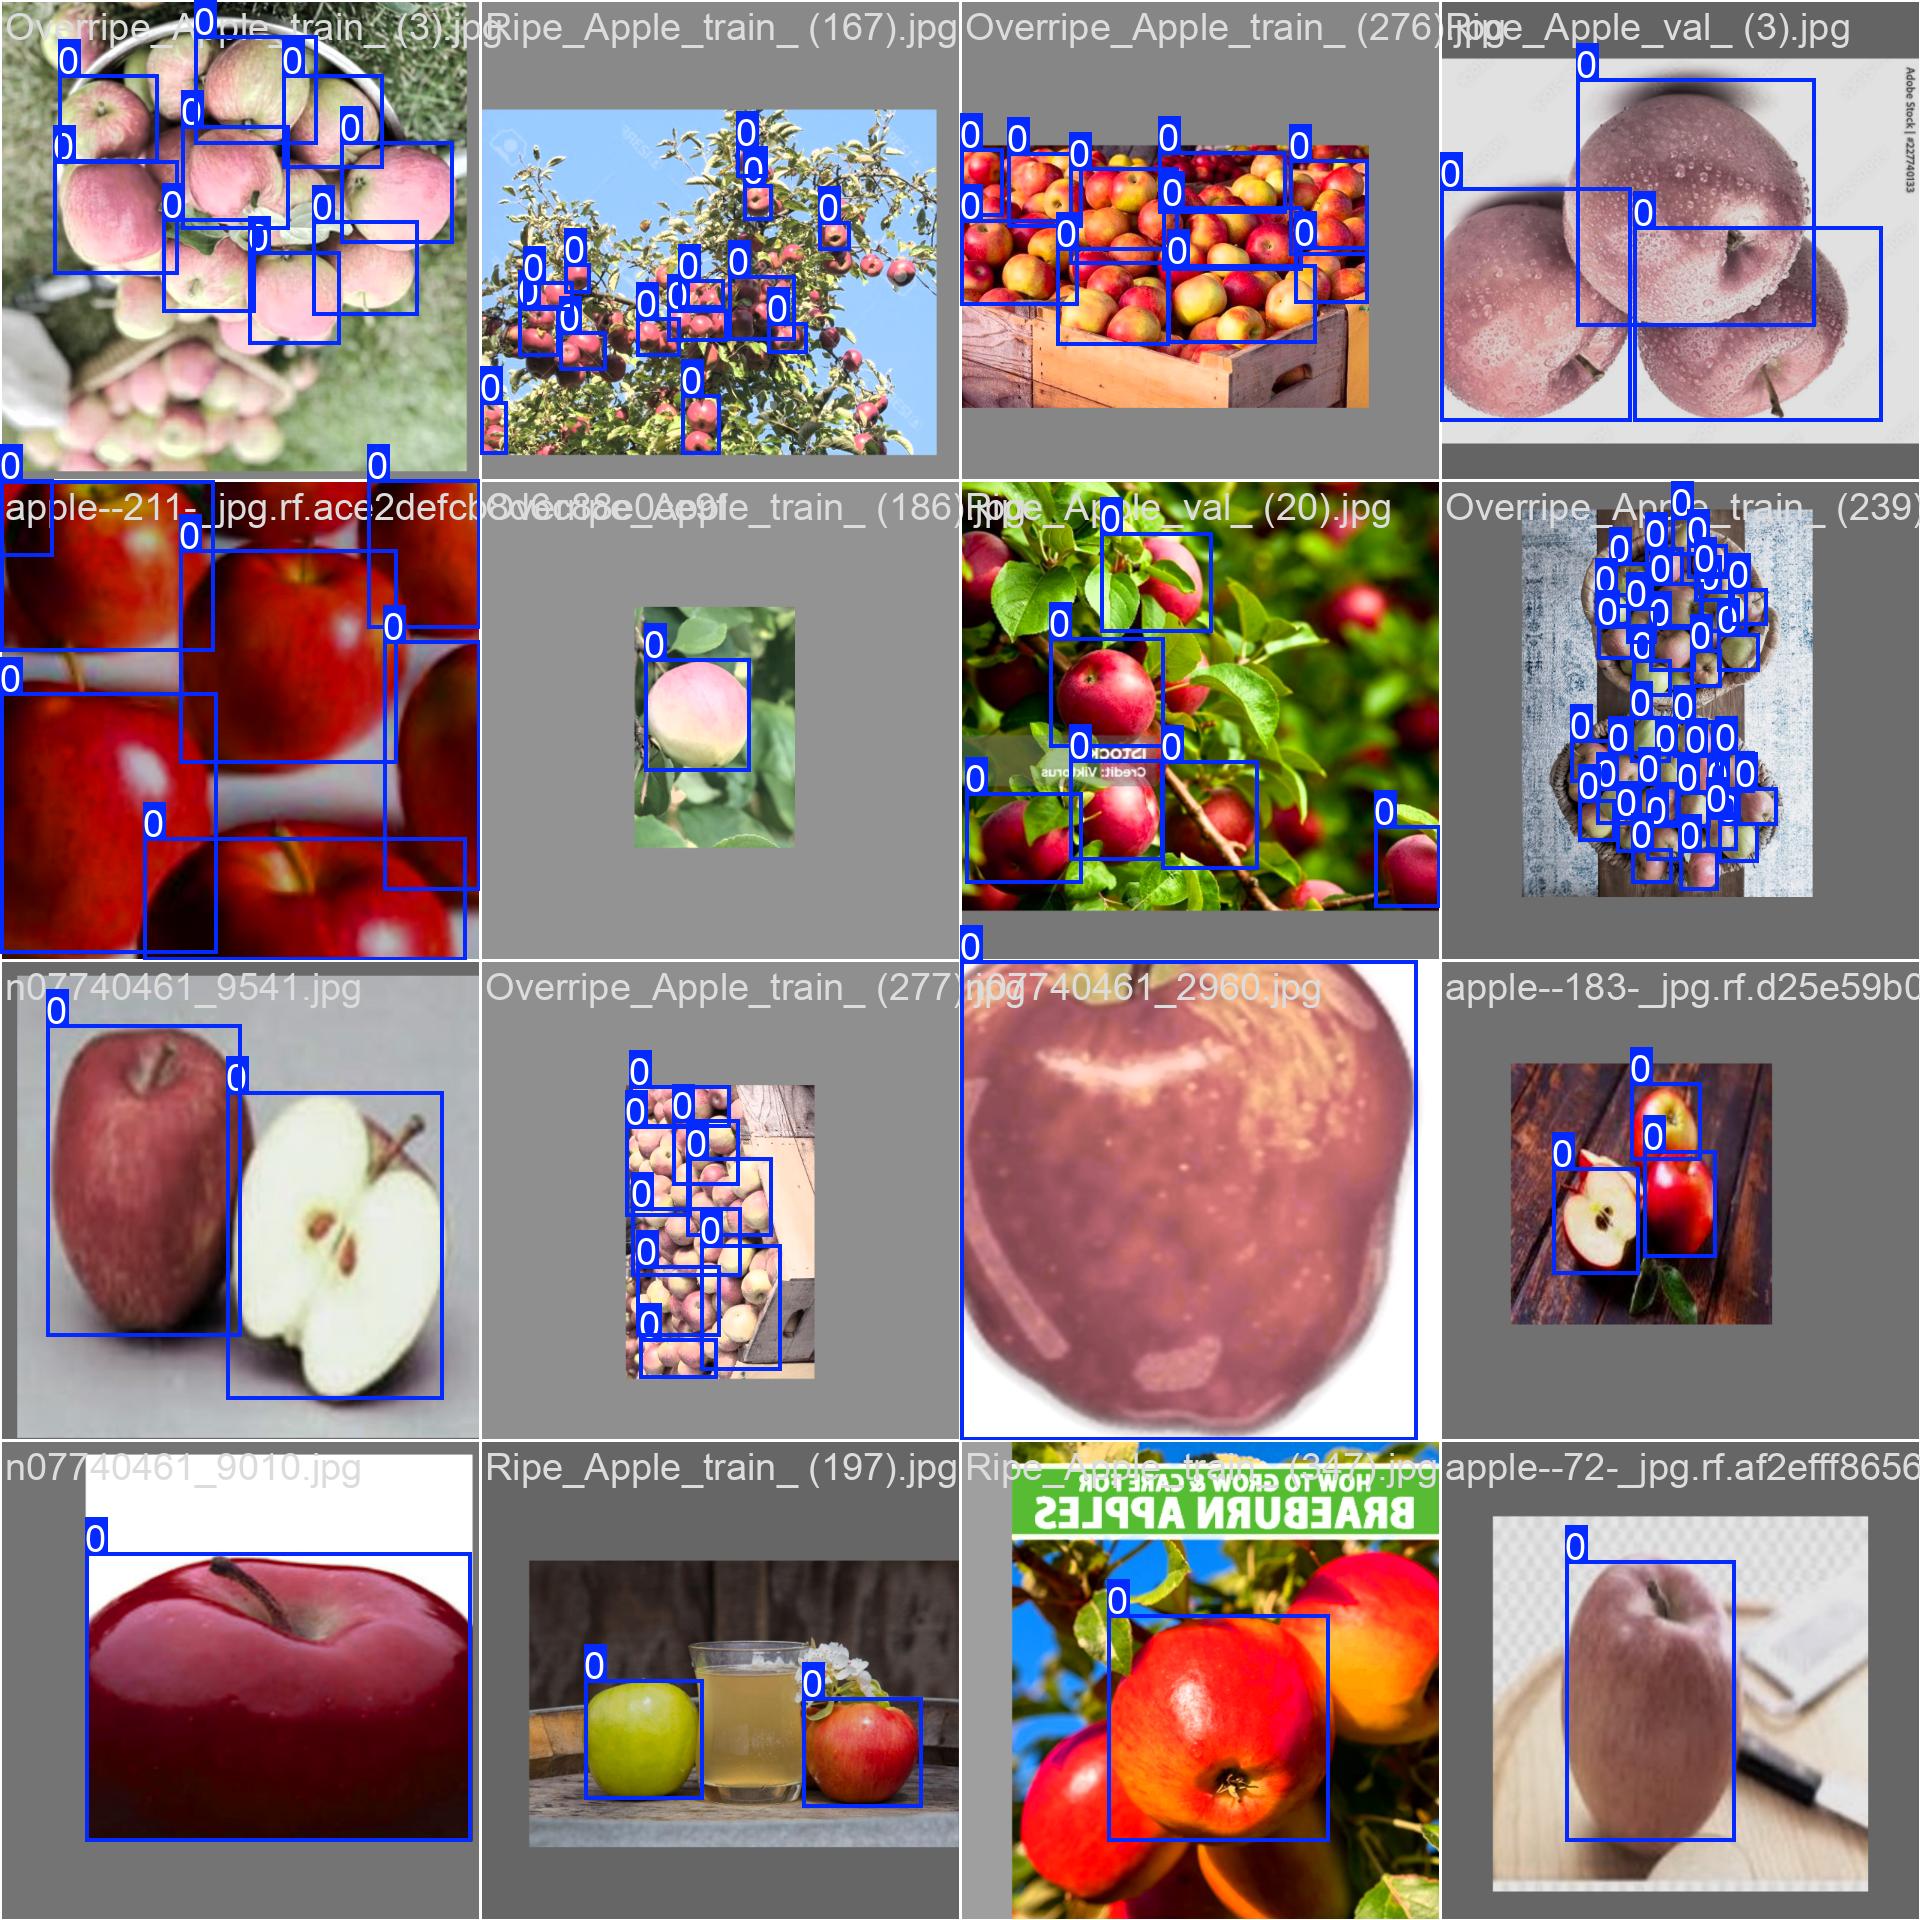 Overripe_Apple_train_ (3).jpg
Ripe_Apple_train_ (167).jpg
Overripe_Apple_train_ (276).jpg
Ripe_Apple_val_ (3).jpg
Adobe Stock | #227740133
apple--211-_jpg.rf.ace2defcb
Overripe_Apple_train_ (186).jpg
Ripe_Apple_val_ (20).jpg
iSTOCK
Credit: Viktorus
Overripe_Apple_train_ (239)
n07740461_9541.jpg
Overripe_Apple_train_ (277).jpg
n07740461_2960.jpg
apple--183-_jpg.rf.d25e59b0
n07740461_9010.jpg
Ripe_Apple_train_ (197).jpg
Ripe_Apple_train_ (347).jpg
HOW TO GROW & CARE FOR
BRAEBURN APPLES
apple--72-_jpg.rf.af2efff8656